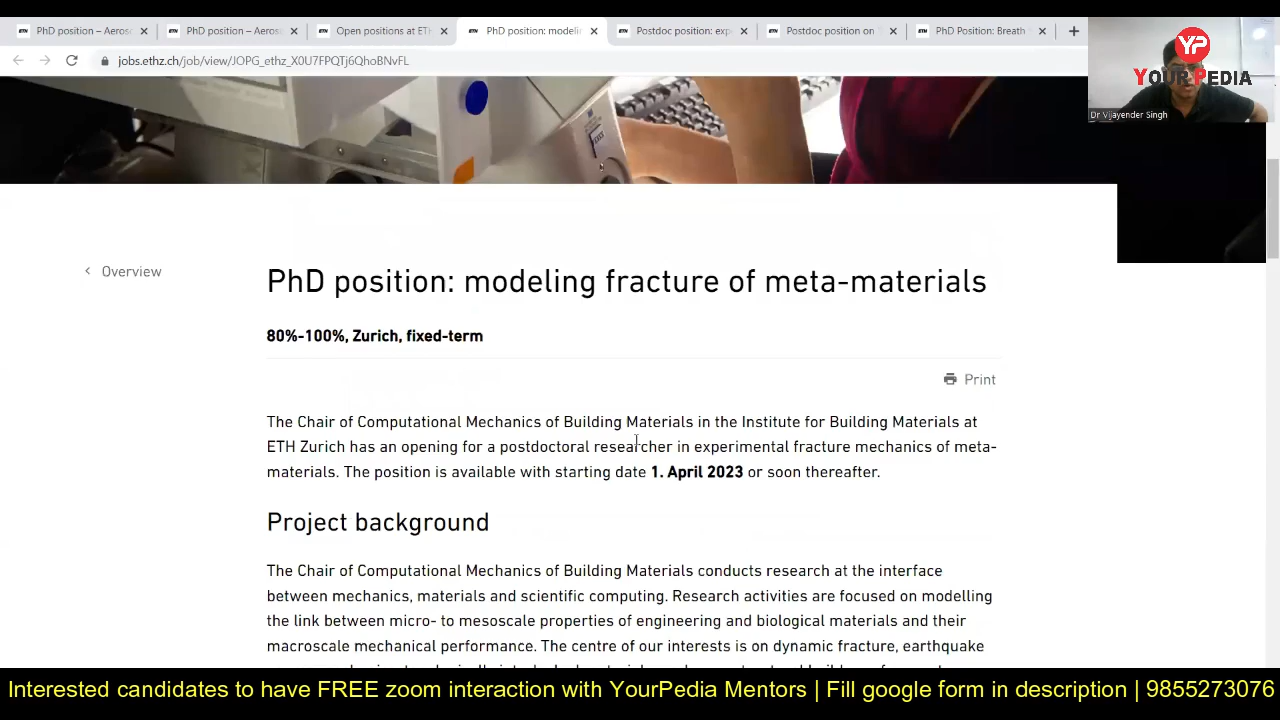 PhD position – Aeros
PhD position – Aeros
Open positions at ETH
PhD position: modelin
Postdoc position: exp
Postdoc position on
PhD Position: Breath
jobs.ethz.ch/job/view/JOPG_ethz_X0U7FPQTj6QhoBNvFL
YP
YOUR PEDIA
Dr Vijayender Singh
Overview
PhD position: modeling fracture of meta-materials
80%-100%, Zurich, fixed-term
Print
The Chair of Computational Mechanics of Building Materials in the Institute for Building Materials at
ETH Zurich has an opening for a postdoctoral researcher in experimental fracture mechanics of meta-
materials. The position is available with starting date 1. April 2023 or soon thereafter.
Project background
The Chair of Computational Mechanics of Building Materials conducts research at the interface
between mechanics, materials and scientific computing. Research activities are focused on modelling
the link between micro- to mesoscale properties of engineering and biological materials and their
macroscale mechanical performance. The centre of our interests is on dynamic fracture, earthquake
Interested candidates to have FREE zoom interaction with YourPedia Mentors | Fill google form in description | 9855273076